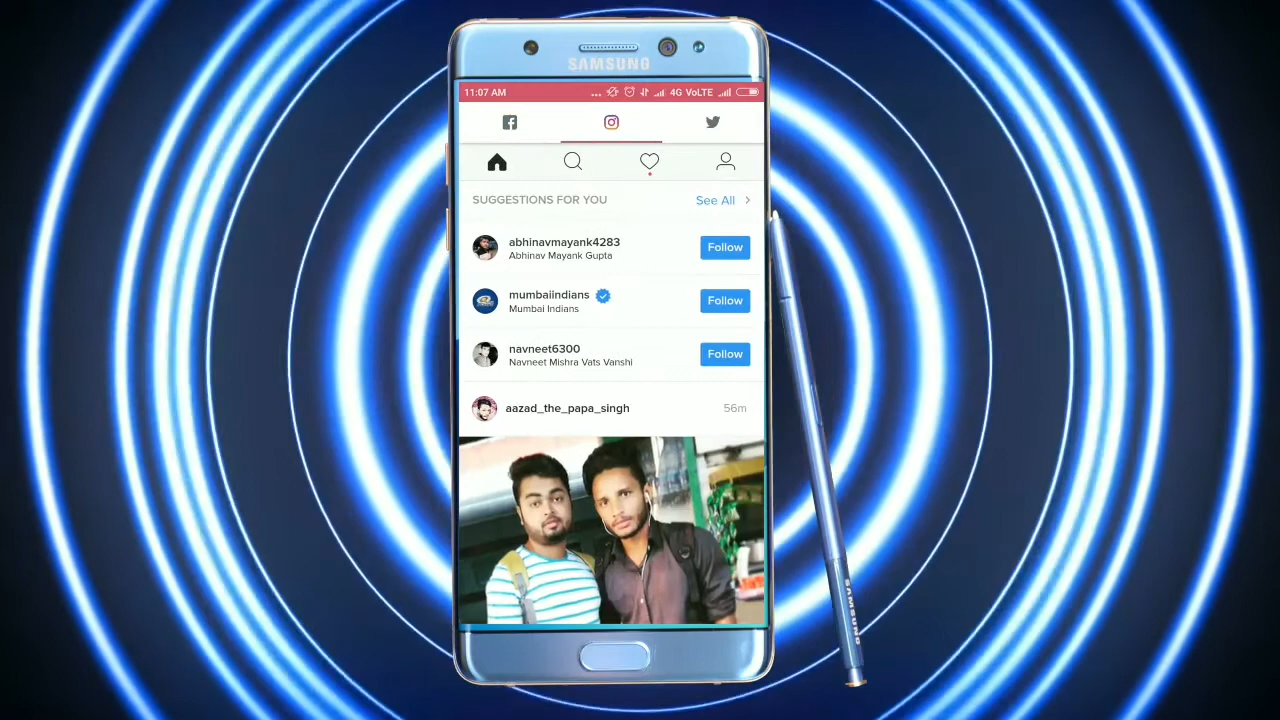 SAMSUNG
11:07 AM
4G VoLTE
SUGGESTIONS FOR YOU
See All
abhinavmayank4283
Abhinav Mayank Gupta
Follow
mumbaiindians
Mumbai Indians
Follow
navneet6300
Navneet Mishra Vats Vanshi
Follow
aazad_the_papa_singh
56m
SAMSUNG